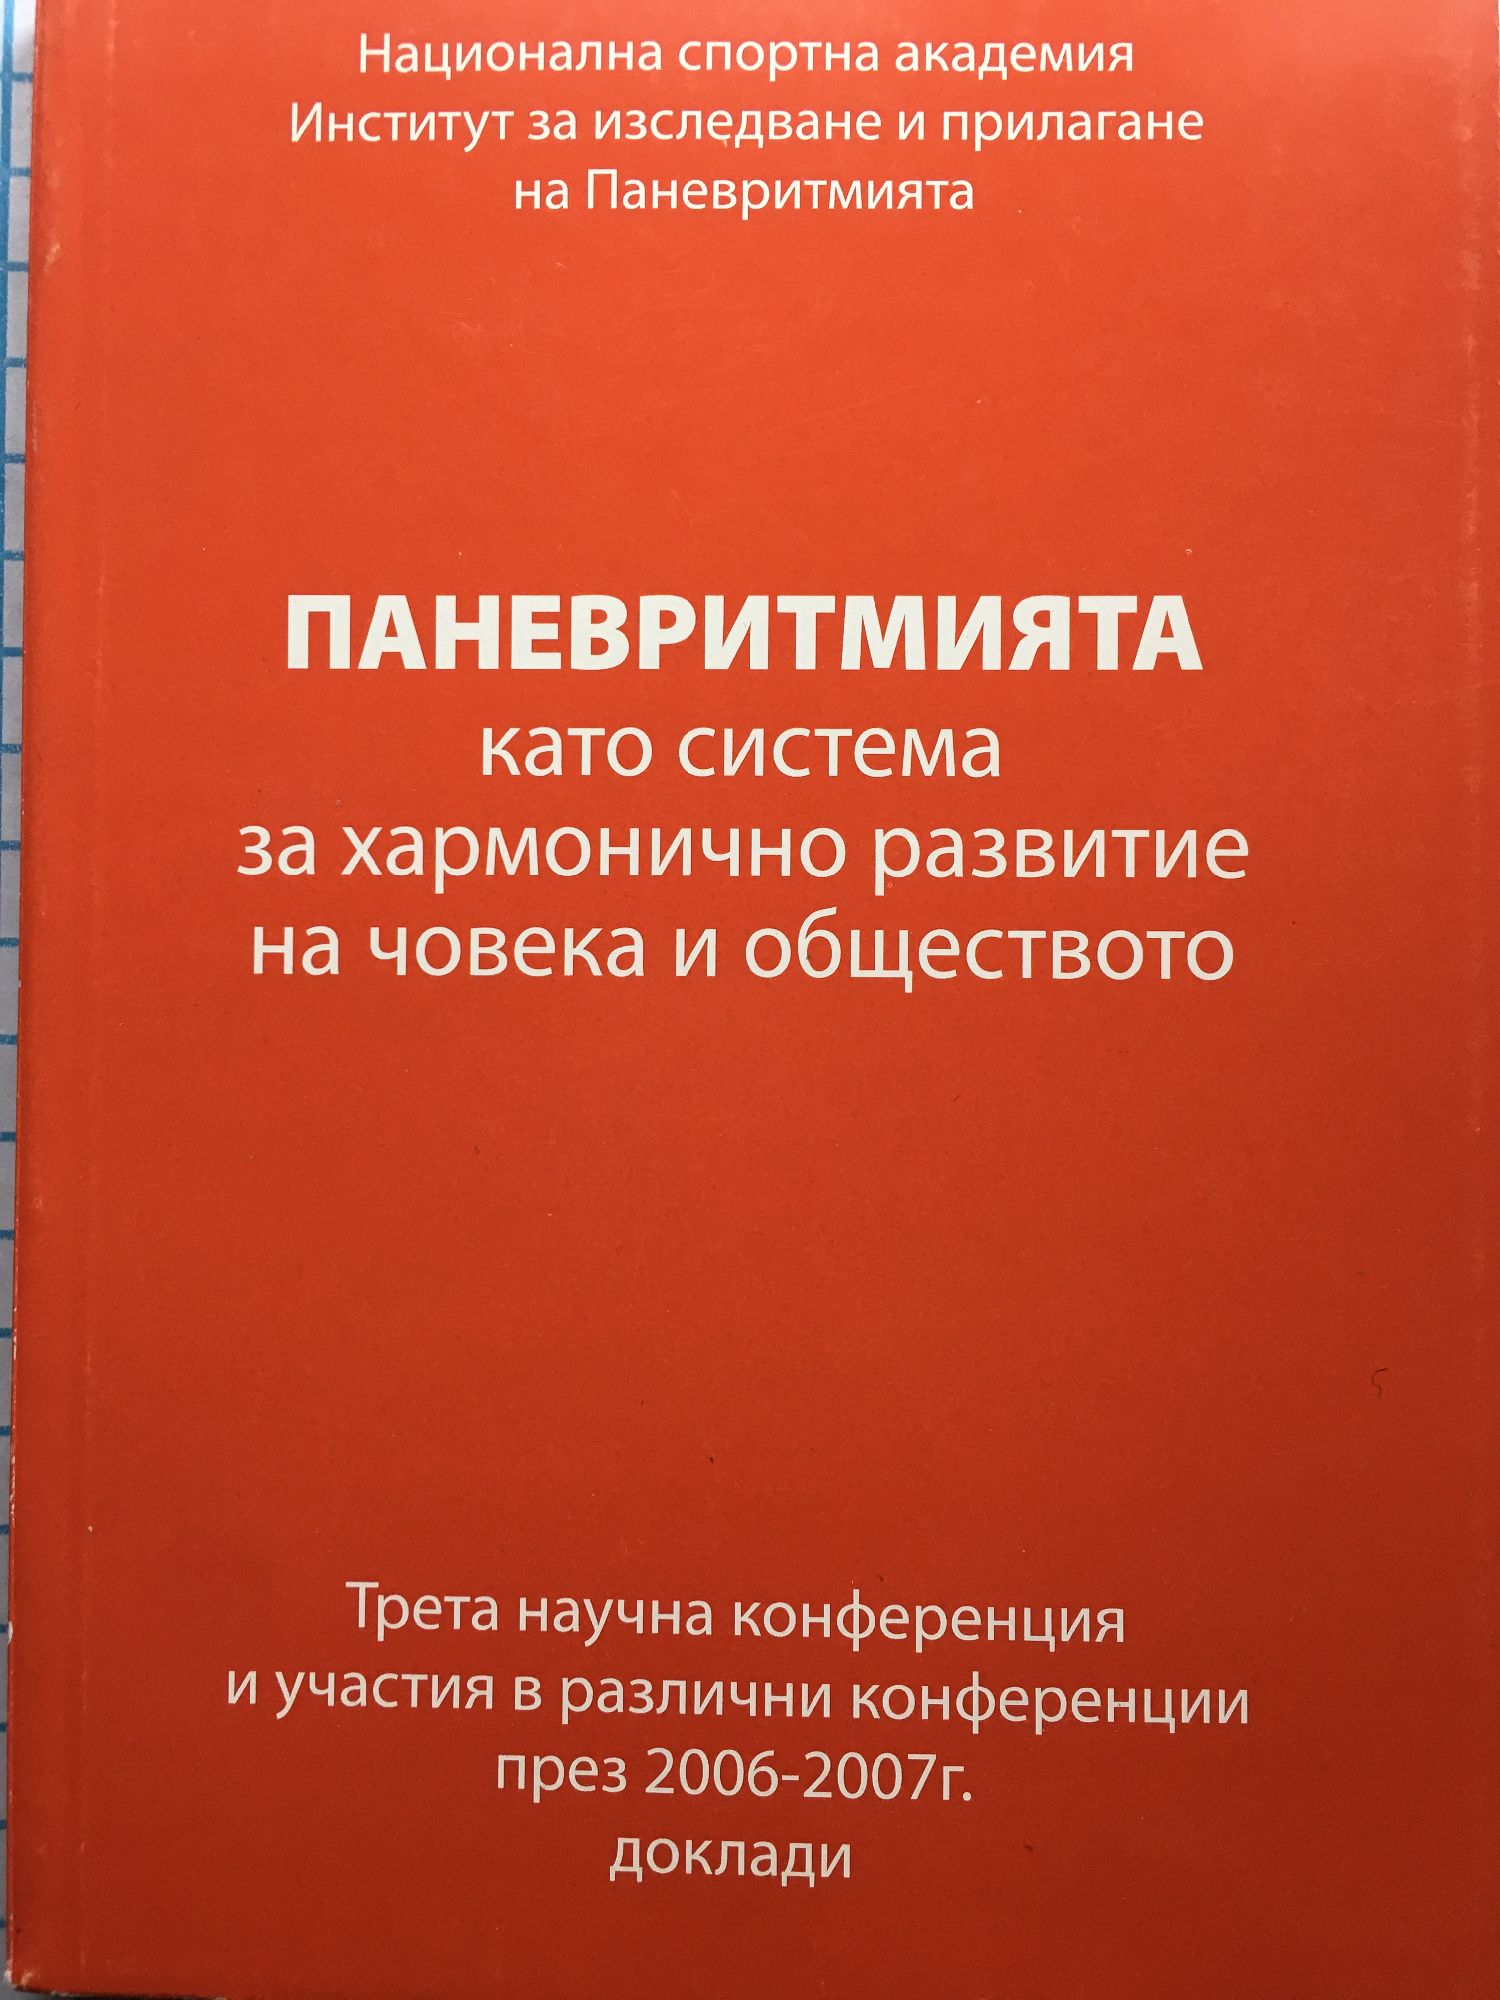 Национална спортна академия
Институт за изследване и прилагане
на Паневритмията
ПАНЕВРИТМИЯТА
като система
за хармонично развитие
на човека и обществото
Трета научна конференция
и участия в различни конференции
през 2006-2007г.
доклади